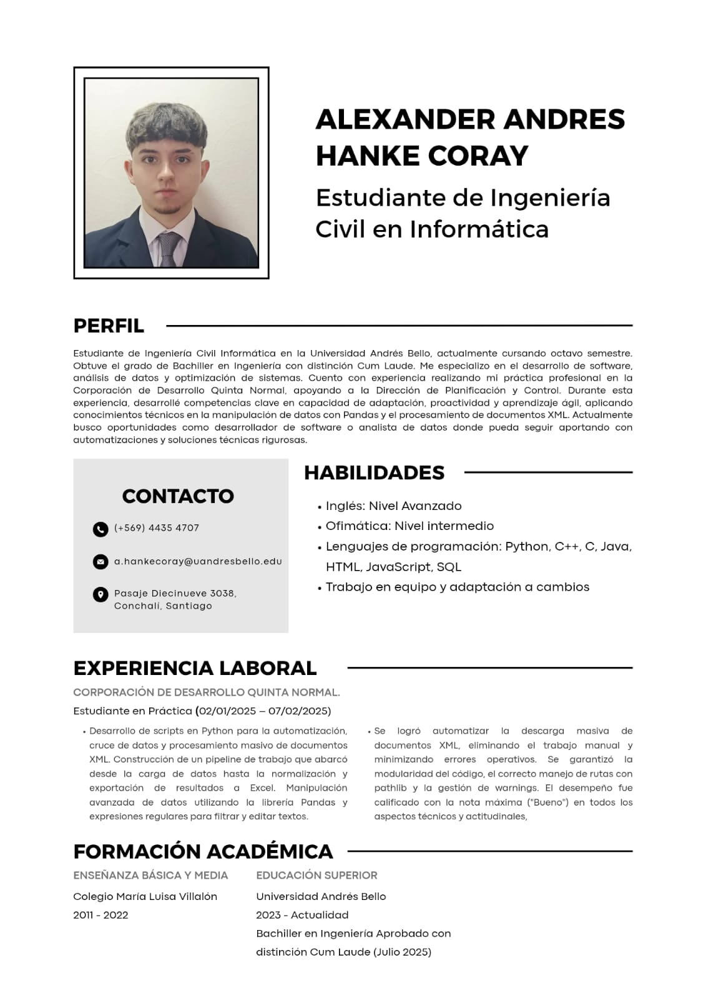 ALEXANDER ANDRES
HANKE CORAY
Estudiante de Ingeniería
Civil en Informática
PERFIL
Estudiante de Ingeniería Civil Informática en la Universidad Andrés Bello, actualmente cursando octavo semestre.
Obtuve el grado de Bachiller en Ingeniería con distinción Cum Laude. Me especializo en el desarrollo de software,
análisis de datos y optimización de sistemas. Cuento con experiencia realizando mi práctica profesional en la
Corporación de Desarrollo Quinta Normal, apoyando a la Dirección de Planificación y Control. Durante esta
experiencia, desarrollé competencias clave en capacidad de adaptación, proactividad y aprendizaje ágil, aplicando
conocimientos técnicos en la manipulación de datos con Pandas y el procesamiento de documentos XML. Actualmente
busco oportunidades como desarrollador de software o analista de datos donde pueda seguir aportando con
automatizaciones y soluciones técnicas rigurosas.
CONTACTO
(+569) 4435 4707
a.hankecoray@uandresbello.edu
Pasaje Diecinueve 3038,
Conchalí, Santiago
HABILIDADES
• Inglés: Nivel Avanzado
• Ofimática: Nivel intermedio
• Lenguajes de programación: Python, C++, C, Java,
HTML, JavaScript, SQL
• Trabajo en equipo y adaptación a cambios
EXPERIENCIA LABORAL
CORPORACIÓN DE DESARROLLO QUINTA NORMAL.
Estudiante en Práctica (02/01/2025 – 07/02/2025)
• Desarrollo de scripts en Python para la automatización,
cruce de datos y procesamiento masivo de documentos
XML. Construcción de un pipeline de trabajo que abarcó
desde la carga de datos hasta la normalización y
exportación de resultados a Excel. Manipulación
avanzada de datos utilizando la librería Pandas y
expresiones regulares para filtrar y editar textos.
• Se logró automatizar la descarga masiva de
documentos XML, eliminando el trabajo manual y
minimizando errores operativos. Se garantizó la
modularidad del código, el correcto manejo de rutas con
pathlib y la gestión de warnings. El desempeño fue
calificado con la nota máxima ("Bueno") en todos los
aspectos técnicos y actitudinales,
FORMACIÓN ACADÉMICA
ENSEÑANZA BÁSICA Y MEDIA
Colegio María Luisa Villalón
2011 - 2022
EDUCACIÓN SUPERIOR
Universidad Andrés Bello
2023 - Actualidad
Bachiller en Ingeniería Aprobado con
distinción Cum Laude (Julio 2025)